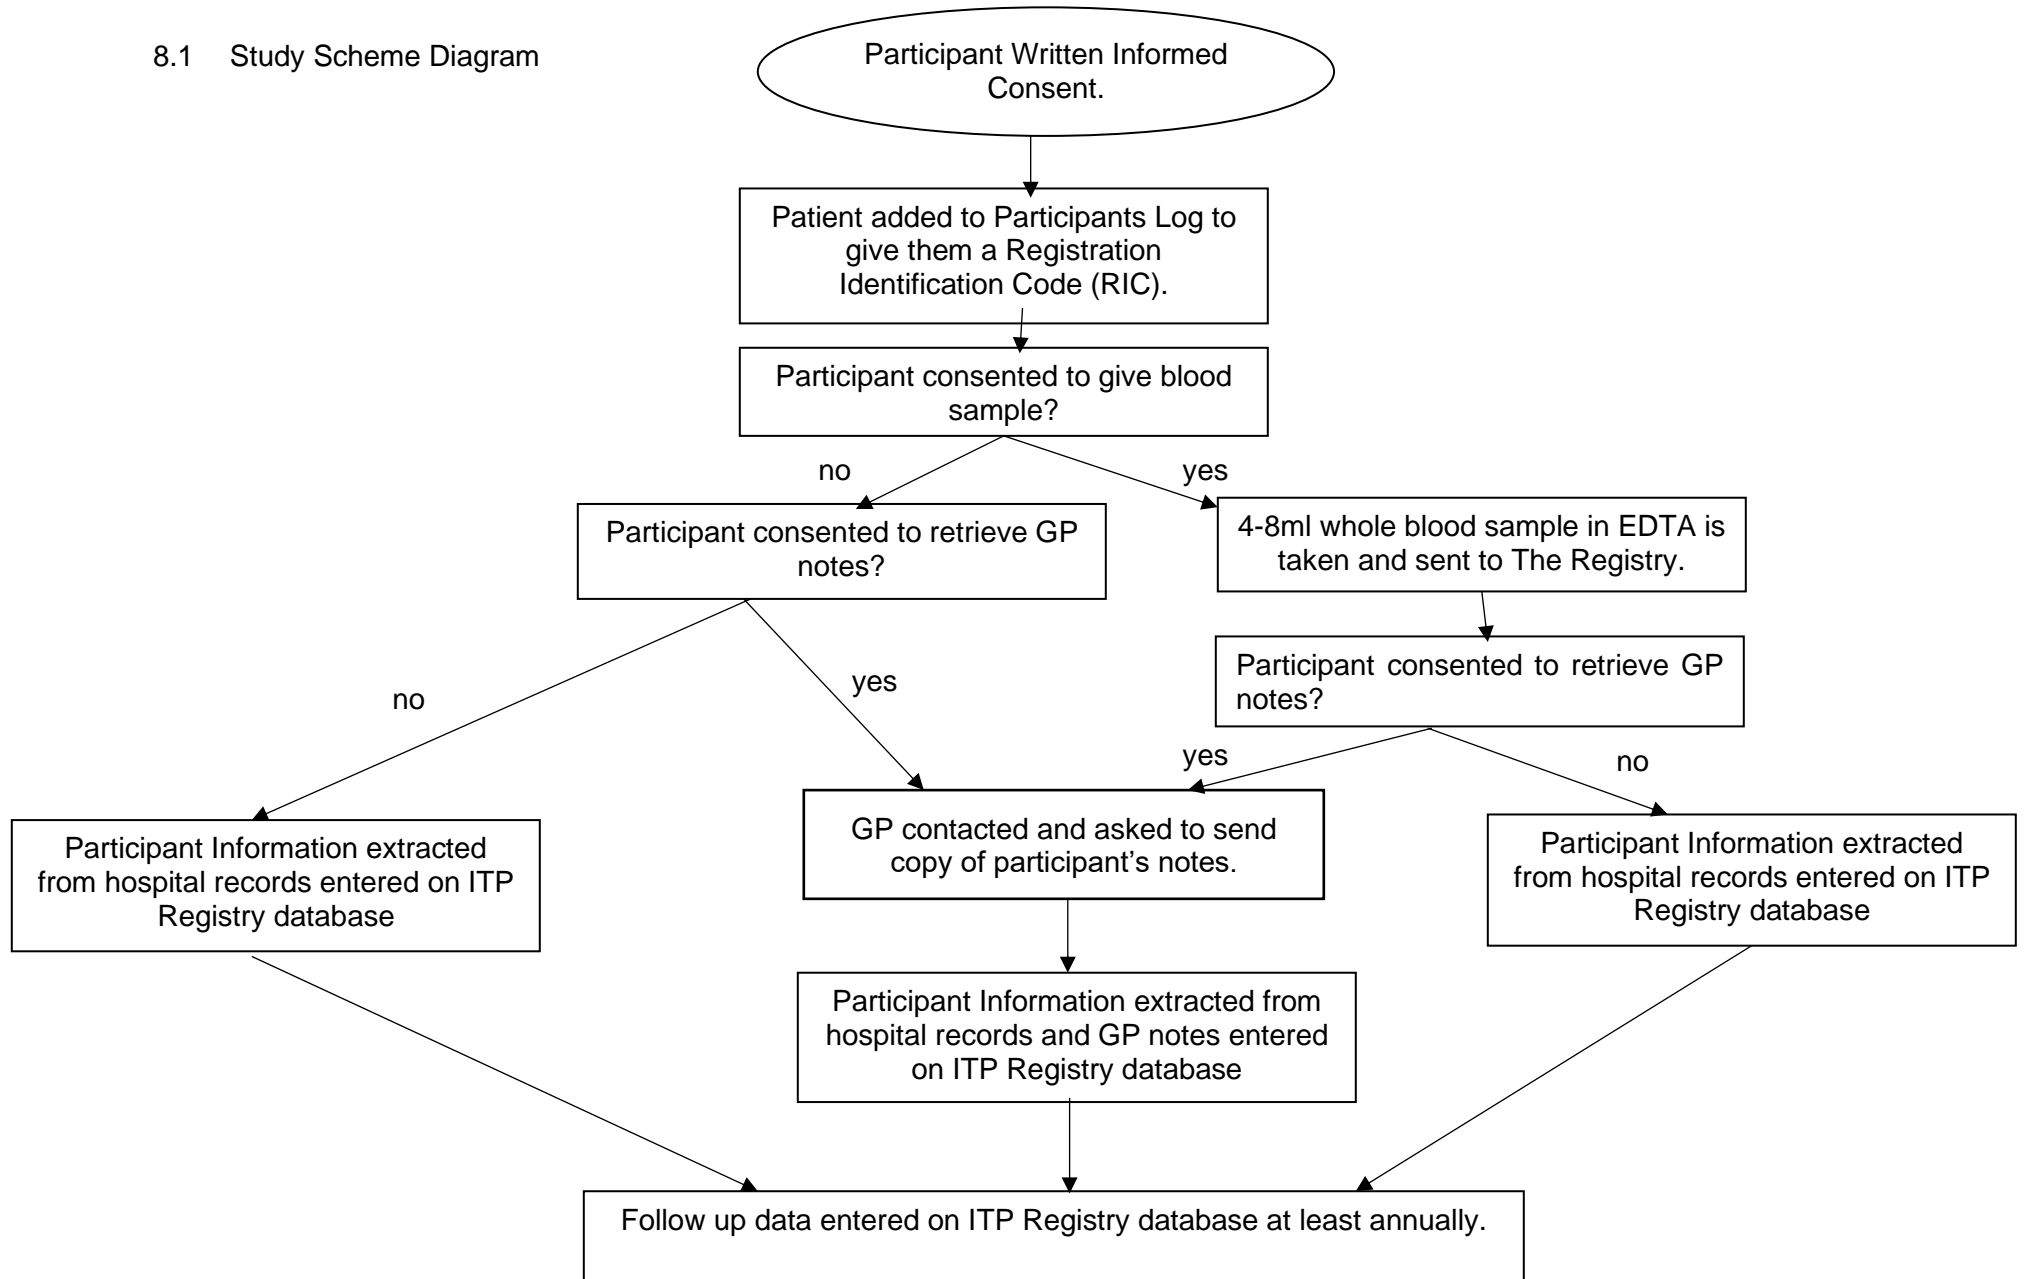 8.1 Study Scheme Diagram
Participant Written Informed
Consent.
Patient added to Participants Log to
give them a Registration
Identification Code (RIC).
Participant consented to give blood
sample?
no
yes
Participant consented to retrieve GP
notes?
4-8ml whole blood sample in EDTA is
taken and sent to The Registry.
Participant consented to retrieve GP
notes?
no
yes
yes
no
Participant Information extracted
from hospital records entered on ITP
Registry database
GP contacted and asked to send
copy of participant’s notes.
Participant Information extracted
from hospital records entered on ITP
Registry database
Participant Information extracted from
hospital records and GP notes entered
on ITP Registry database
Follow up data entered on ITP Registry database at least annually.